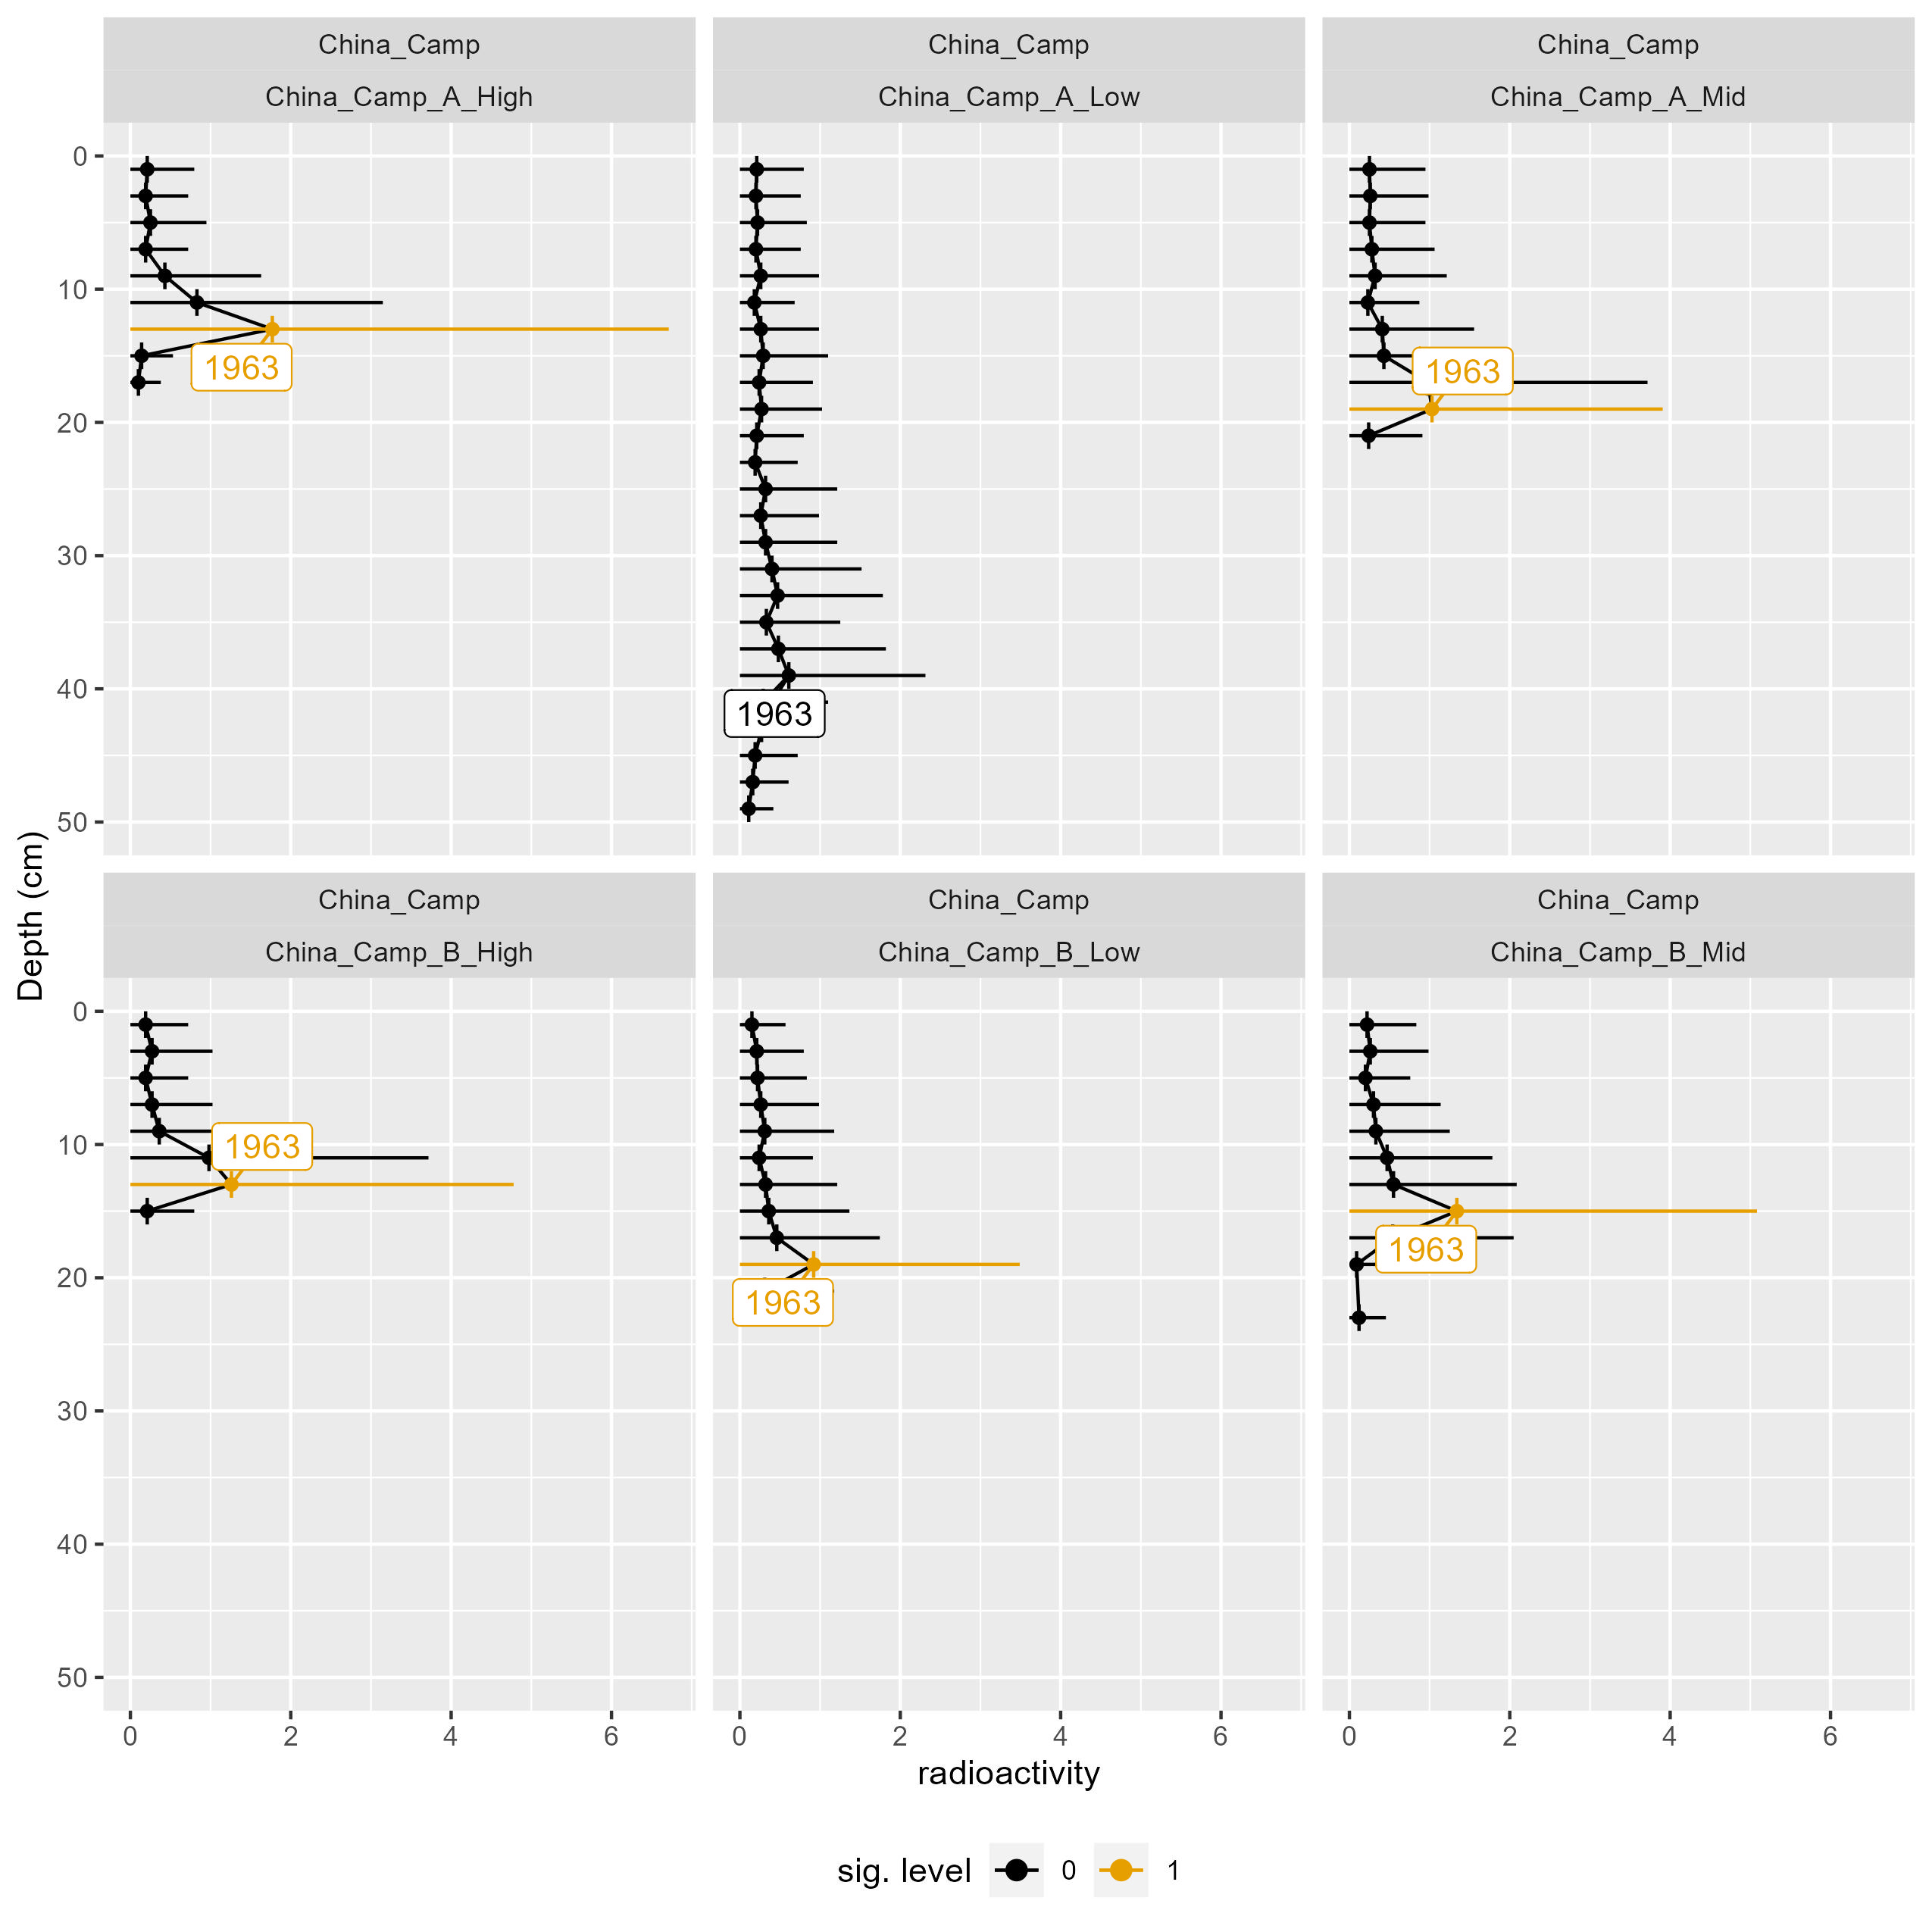 China_Camp China_Camp China_Camp
China_Camp_A_High China_Camp_A_Low China_Camp_A_Mid
0
10
1963 1963
20
30
40
1963
50
Depth (cm)
China_Camp China_Camp China_Camp
China_Camp_B_High China_Camp_B_Low China_Camp_B_Mid
0
10 1963
1963
20 1963
30
40
50
0 2 4 6 0 2 4 6 0 2 4 6
radioactivity
sig. level 0 1